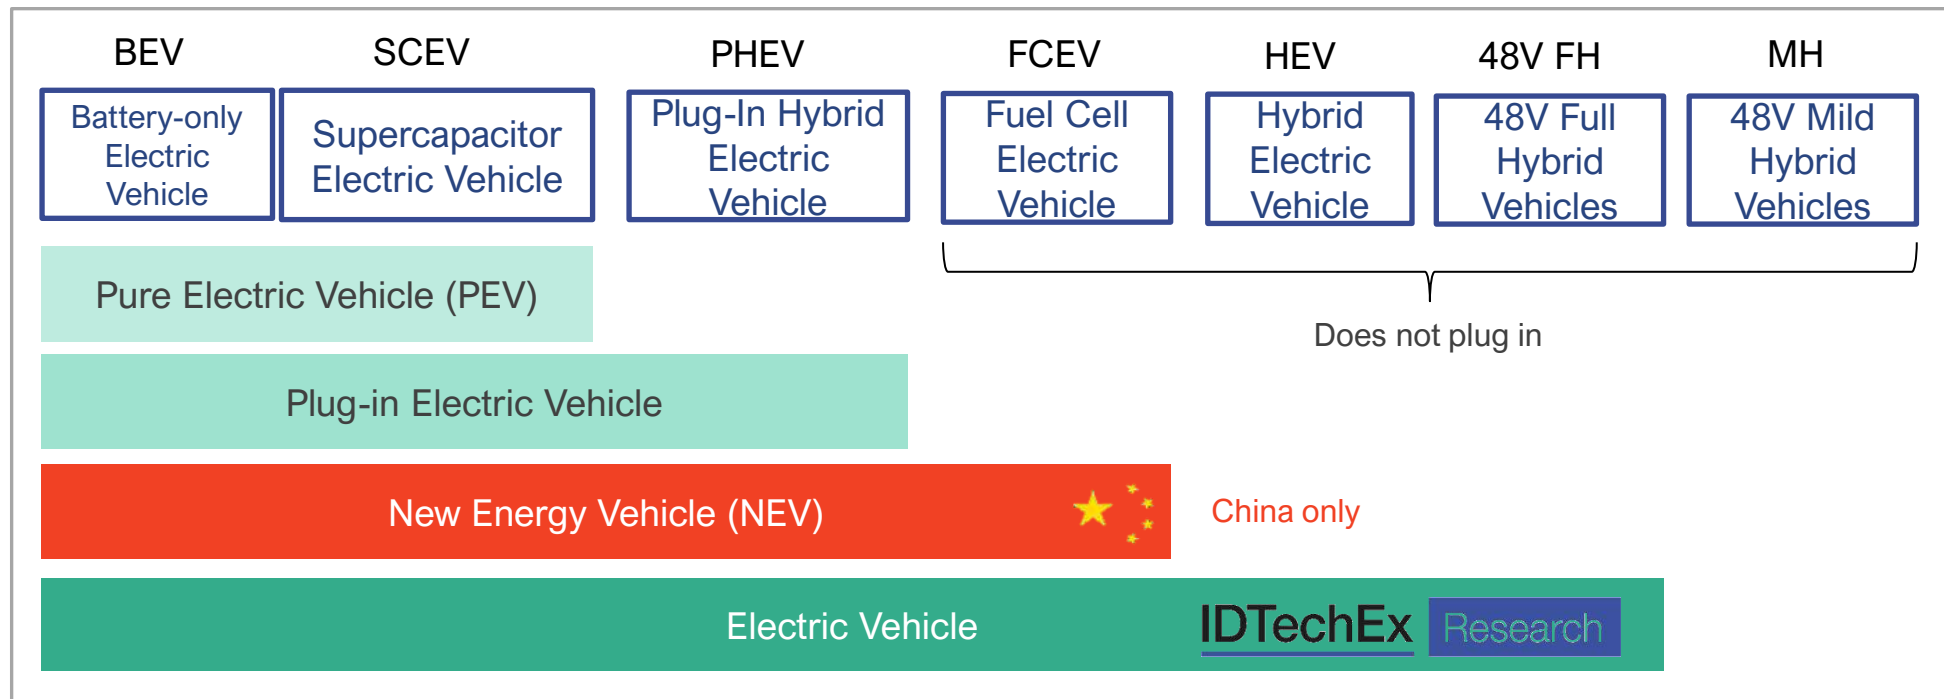 BEV SCEV PHEV FCEV HEV 48V FH MH
Battery-only
Electric
Vehicle
Supercapacitor
Electric Vehicle
Plug-In Hybrid
Electric
Vehicle
Fuel Cell
Electric
Vehicle
Hybrid
Electric
Vehicle
48V Full
Hybrid
Vehicles
48V Mild
Hybrid
Vehicles
Pure Electric Vehicle (PEV)
Does not plug in
Plug-in Electric Vehicle
New Energy Vehicle (NEV)
China only
Electric Vehicle
IDTechEx Research